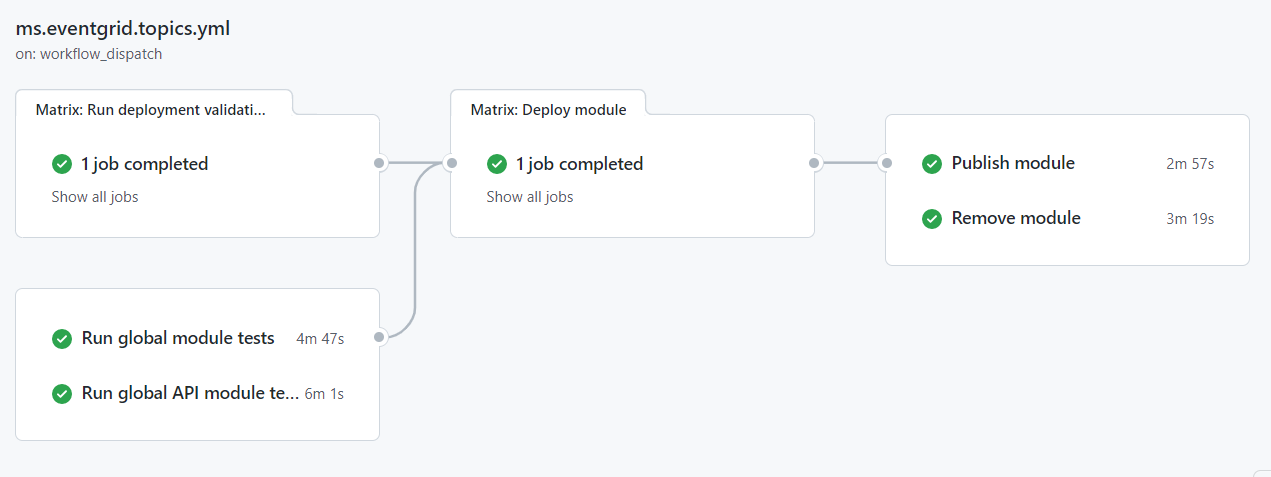 ms.eventgrid.topics.yml
on: workflow_dispatch
Matrix: Run deployment validati...
1 job completed
Show all jobs
Matrix: Deploy module
1 job completed
Show all jobs
Publish module 2m 57s
Remove module 3m 19s
Run global module tests 4m 47s
Run global API module te... 6m 1s